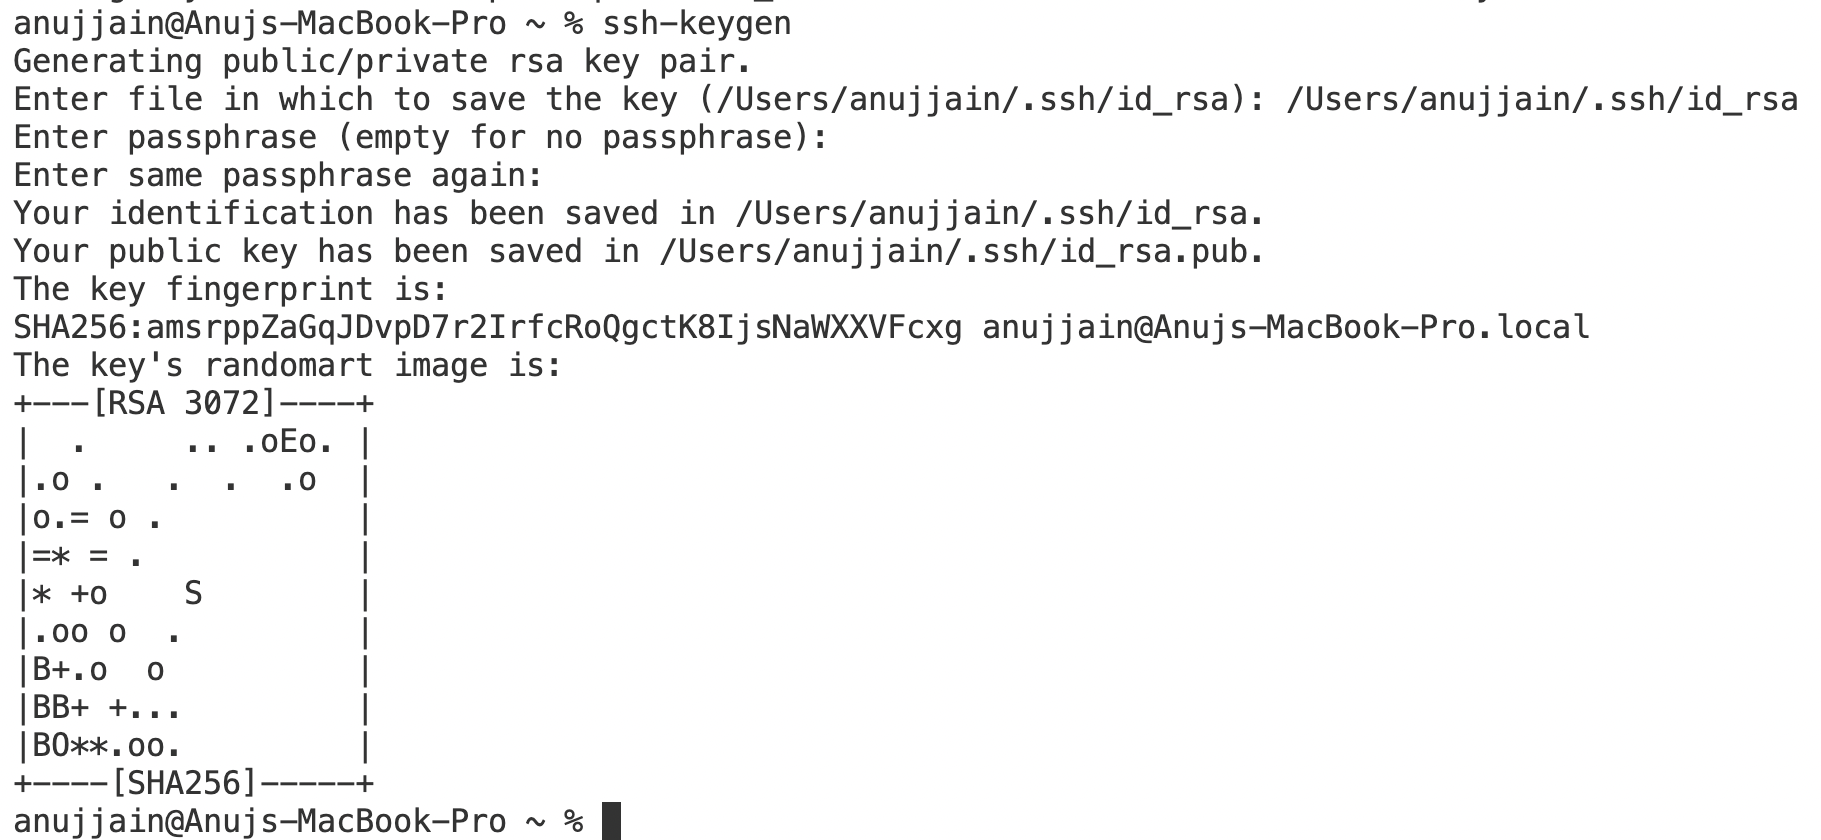 anujjain@Anujs-MacBook-Pro ~ % ssh-keygen
Generating public/private rsa key pair.
Enter file in which to save the key (/Users/anujjain/.ssh/id_rsa): /Users/anujjain/.ssh/id_rsa
Enter passphrase (empty for no passphrase):
Enter same passphrase again:
Your identification has been saved in /Users/anujjain/.ssh/id_rsa.
Your public key has been saved in /Users/anujjain/.ssh/id_rsa.pub.
The key fingerprint is:
SHA256:amsrppZaGqJDvpD7r2IrfcRoQgctK8IjsNaWXXVFcxg anujjain@Anujs-MacBook-Pro.local
The key's randomart image is:
+---[RSA 3072]----+
|  .     .. .oEo. |
|.o .   .  .  .o  |
|o.= o .          |
|=* = .           |
|* +o    S        |
|.oo o  .         |
|B+.o  o          |
|BB+ +...         |
|BO**.oo.         |
+----[SHA256]-----+
anujjain@Anujs-MacBook-Pro ~ %